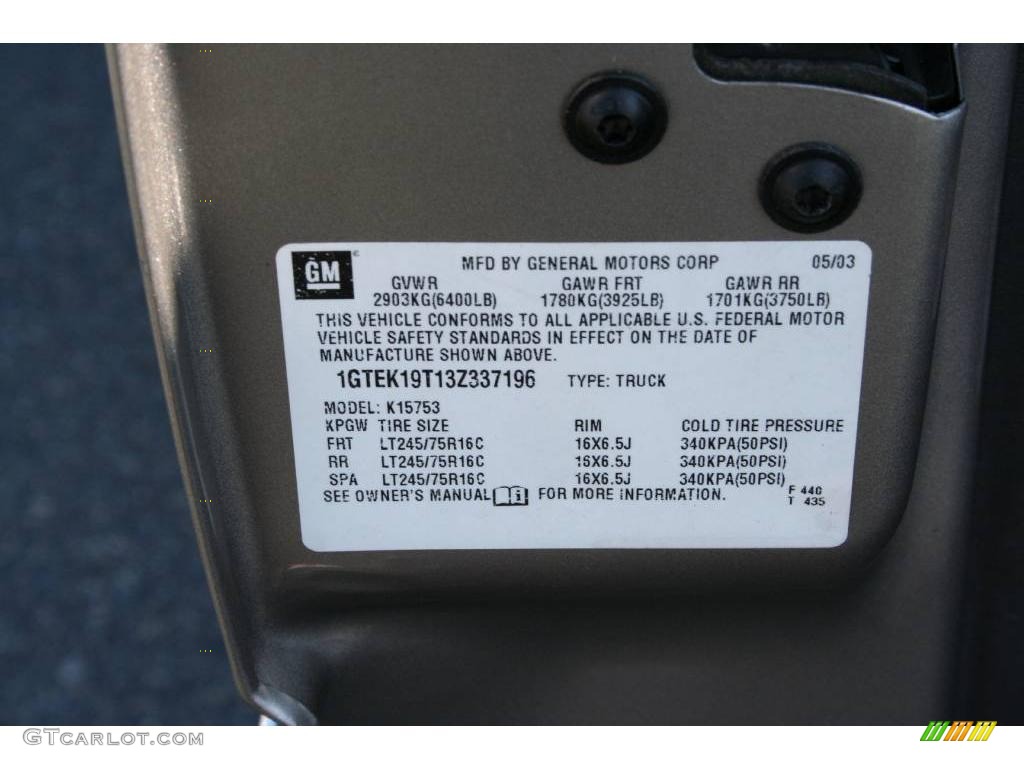 GM MFD BY GENERAL MOTORS CORP 05/03
GVWR GAWR FRT GAWR RR
2903KG(6400LB) 1780KG(3925LB) 1701KG(3750LB)
THIS VEHICLE CONFORMS TO ALL APPLICABLE U.S. FEDERAL MOTOR
VEHICLE SAFETY STANDARDS IN EFFECT ON THE DATE OF
MANUFACTURE SHOWN ABOVE.
1GTEK19T13Z337196 TYPE: TRUCK
MODEL: K15753
KPGW TIRE SIZE RIM COLD TIRE PRESSURE
FRT LT245/75R16C 16X6.5J 340KPA(50PSI)
RR LT245/75R16C 16X6.5J 340KPA(50PSI)
SPA LT245/75R16C 16X6.5J 340KPA(50PSI)
SEE OWNER'S MANUAL FOR MORE INFORMATION. F 440
T 435
GTCARLOT.COM